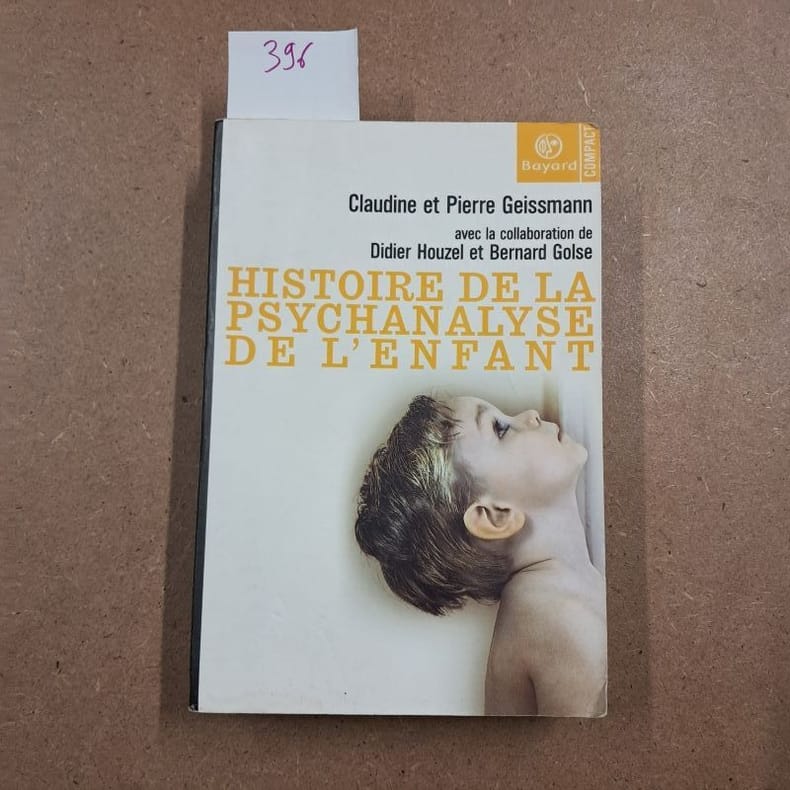 396
Bayard
COMPACT
Claudine et Pierre Geissmann
avec la collaboration de
Didier Houzel et Bernard Golse
HISTOIRE DE LA
PSYCHANALYSE
DE L'ENFANT